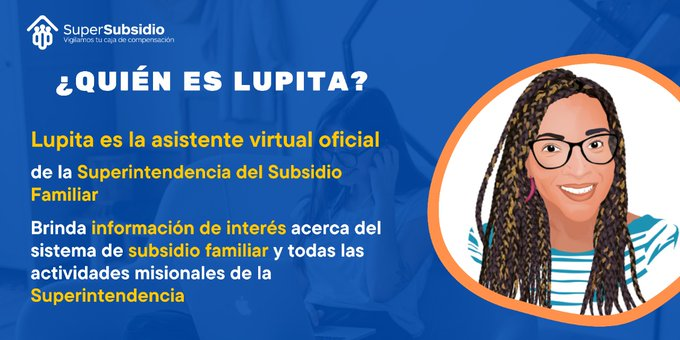 SuperSubsidio
Vigilamos tu caja de compensación
¿QUIÉN ES LUPITA?
Lupita es la asistente virtual oficial
de la Superintendencia del Subsidio
Familiar
Brinda información de interés acerca del
sistema de subsidio familiar y todas las
actividades misionales de la
Superintendencia